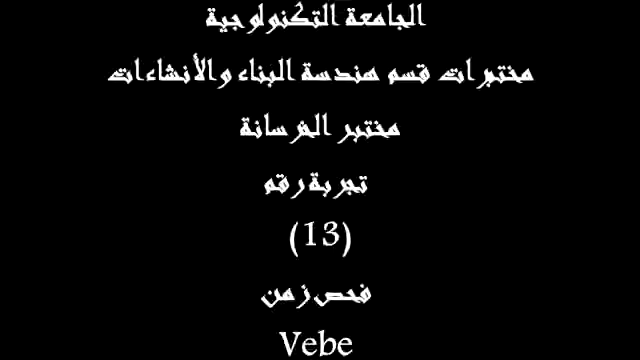 الجامعة التكنولوجية
مختبرات قسم هندسة البناء والأنشاءات
مختبر الخرسانة
تجربة رقم
(13)
فحص زمن
Vebe